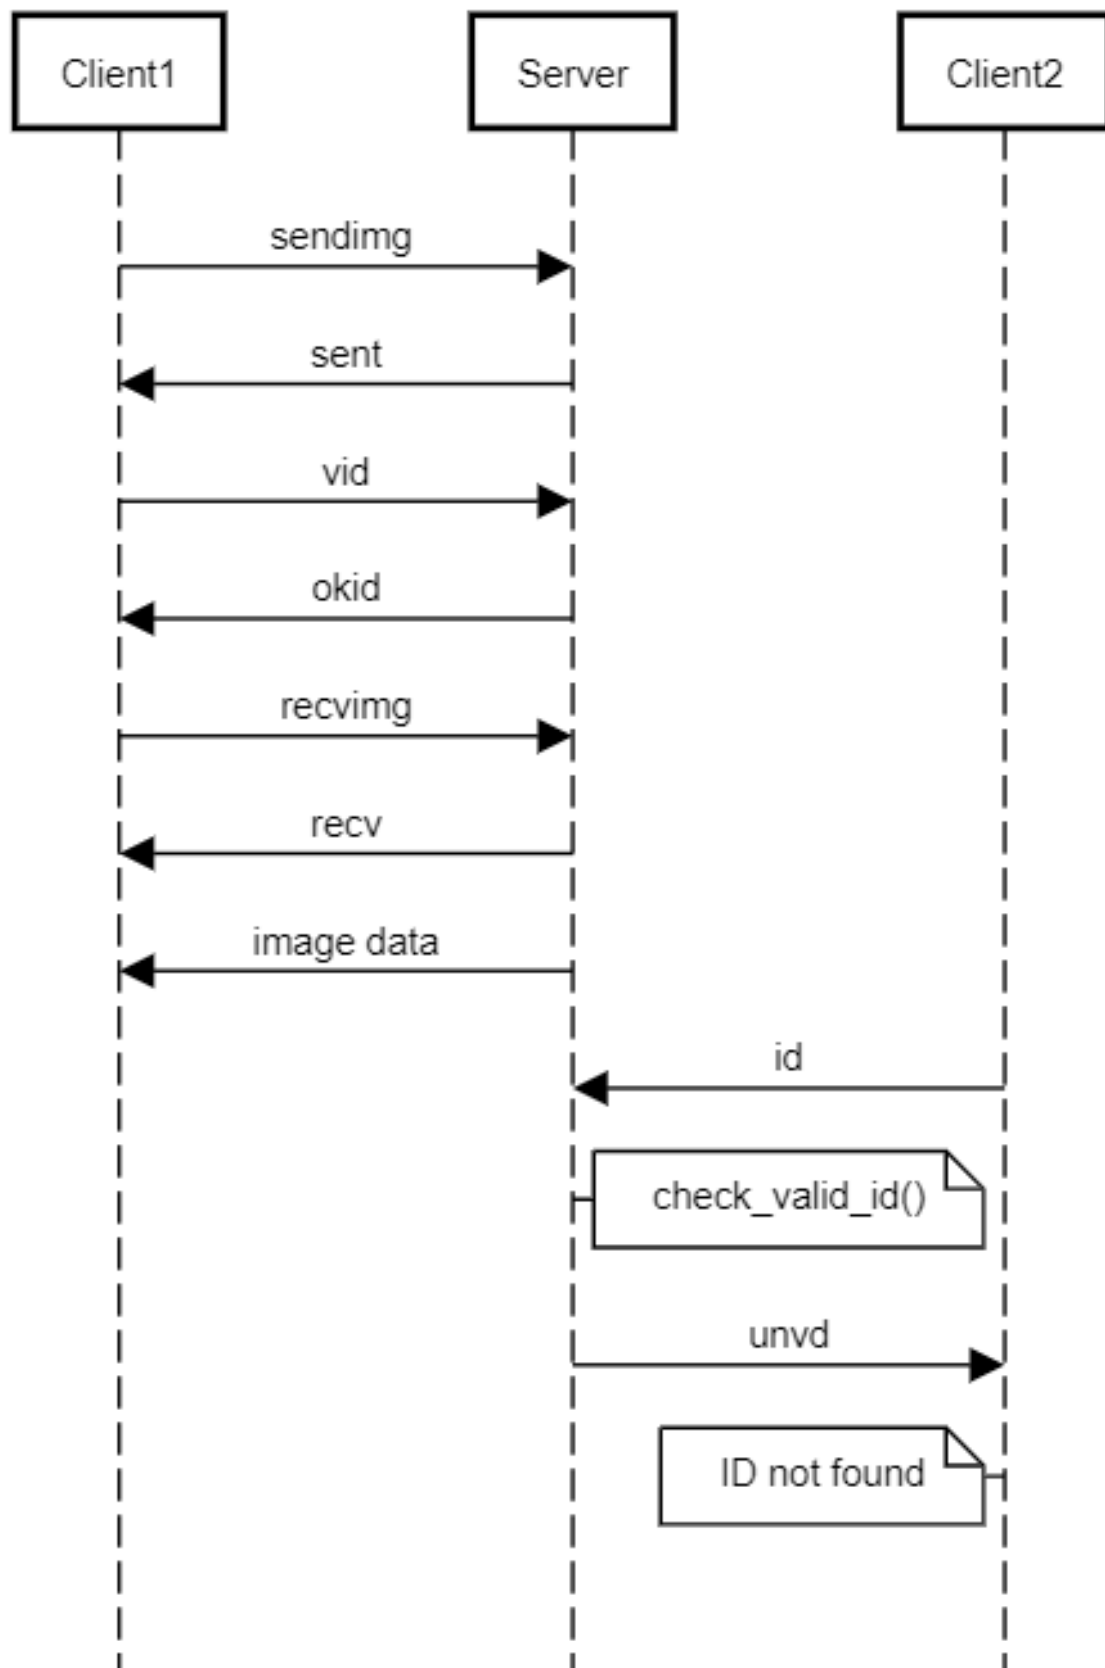 Client1
Server
Client2
sendimg
sent
vid
okid
recvimg
recv
image data
id
check_valid_id()
unvd
ID not found